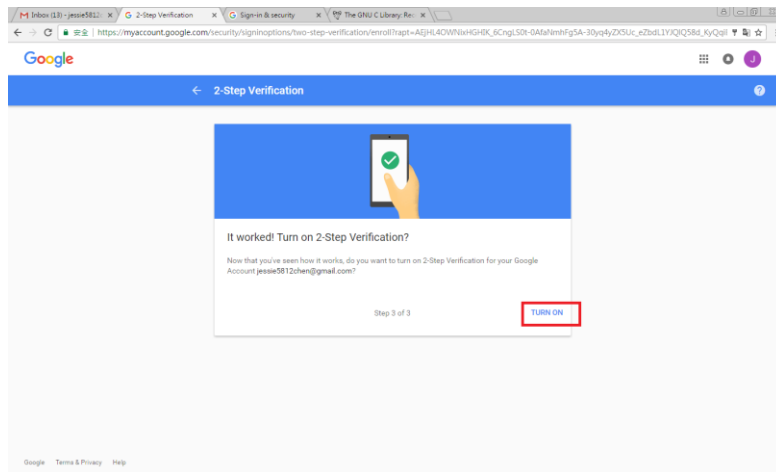 Inbox (13) - jessie5812
2-Step Verification
Sign-in & security
The GNU C Library: Re
安全
https://myaccount.google.com/security/signinoptions/two-step-verification/enroll?rapt=
Google
J
2-Step Verification
It worked! Turn on 2-Step Verification?
Now that you've seen how it works, do you want to turn on 2-Step Verification for your Google
Account jessie5812chen@gmail.com?
Step 3 of 3
TURN ON
Google Terms & Privacy Help